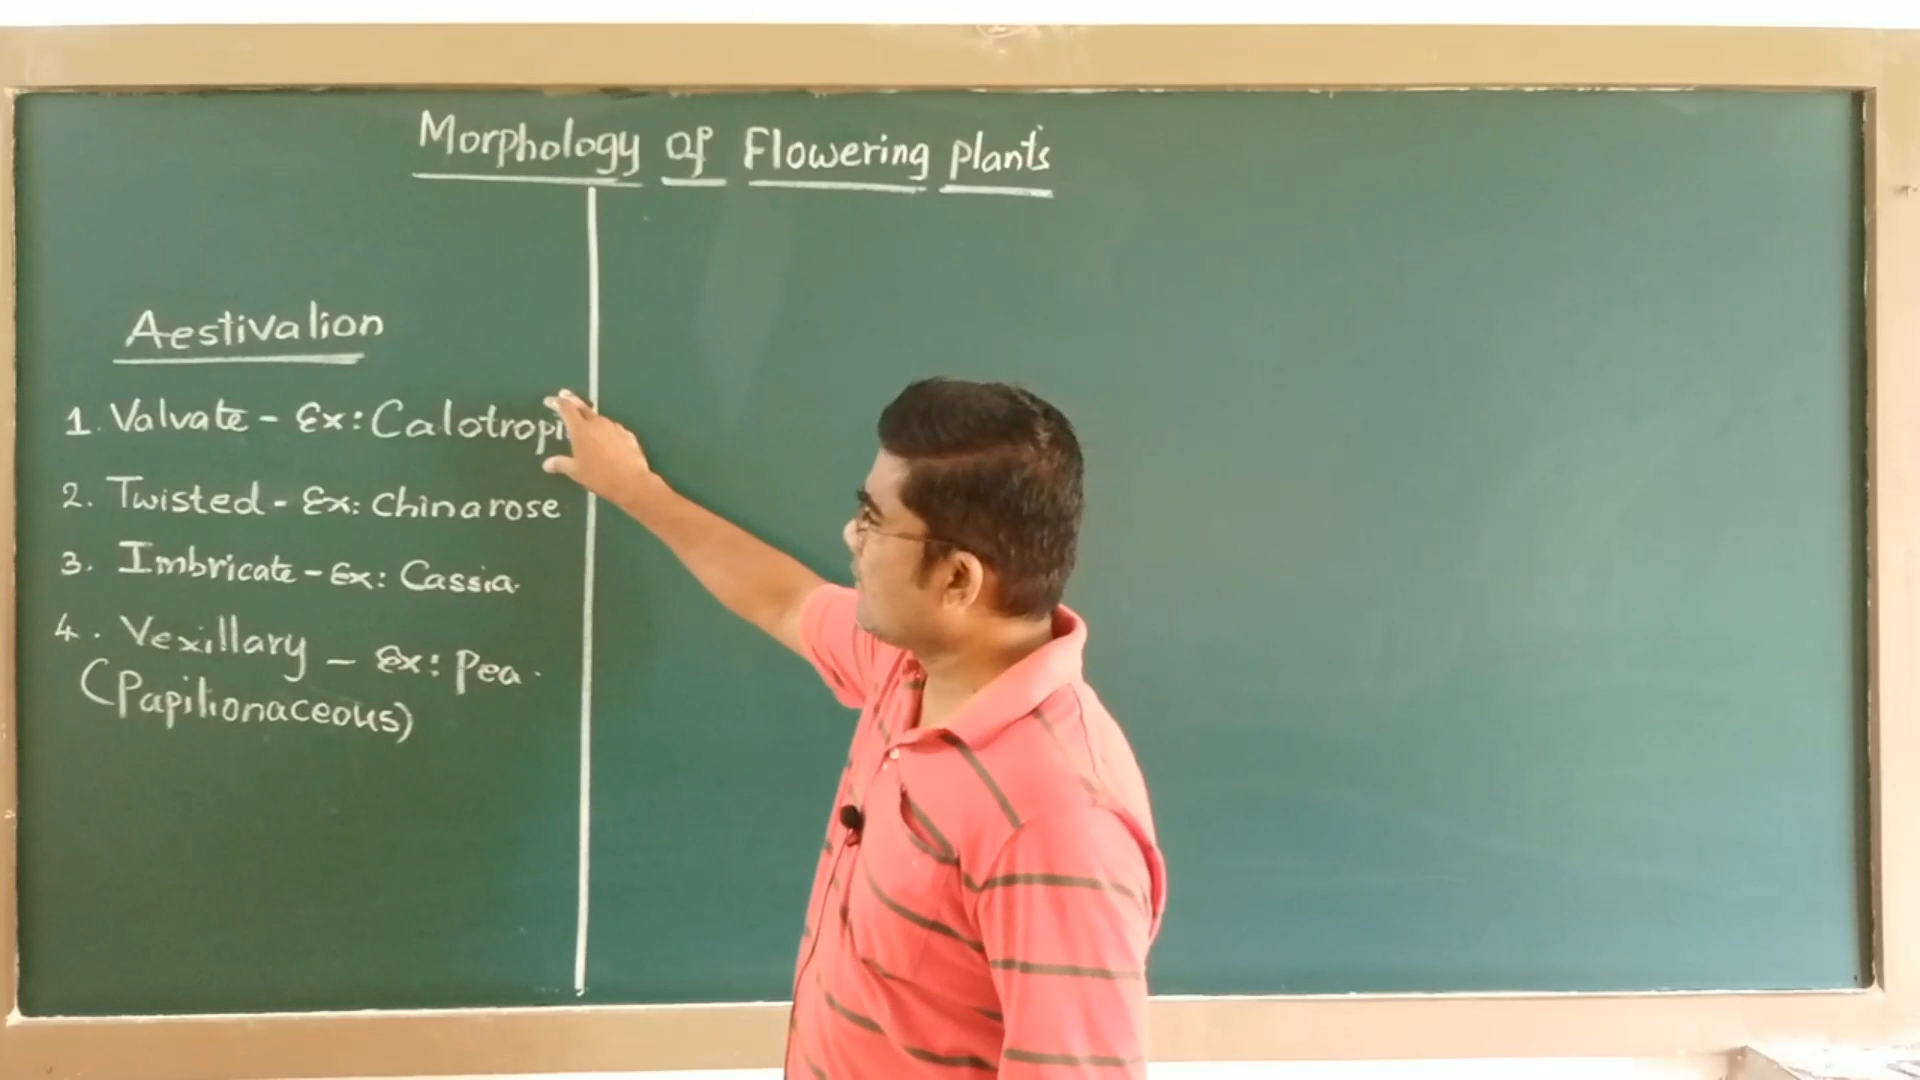 Morphology of Flowering plants
Aestivation
1. Valvate - Ex: Calotropi
2. Twisted - Ex: Chinarose
3. Imbricate - Ex: Cassia.
4. Vexillary - Ex: Pea.
(Papilionaceous)